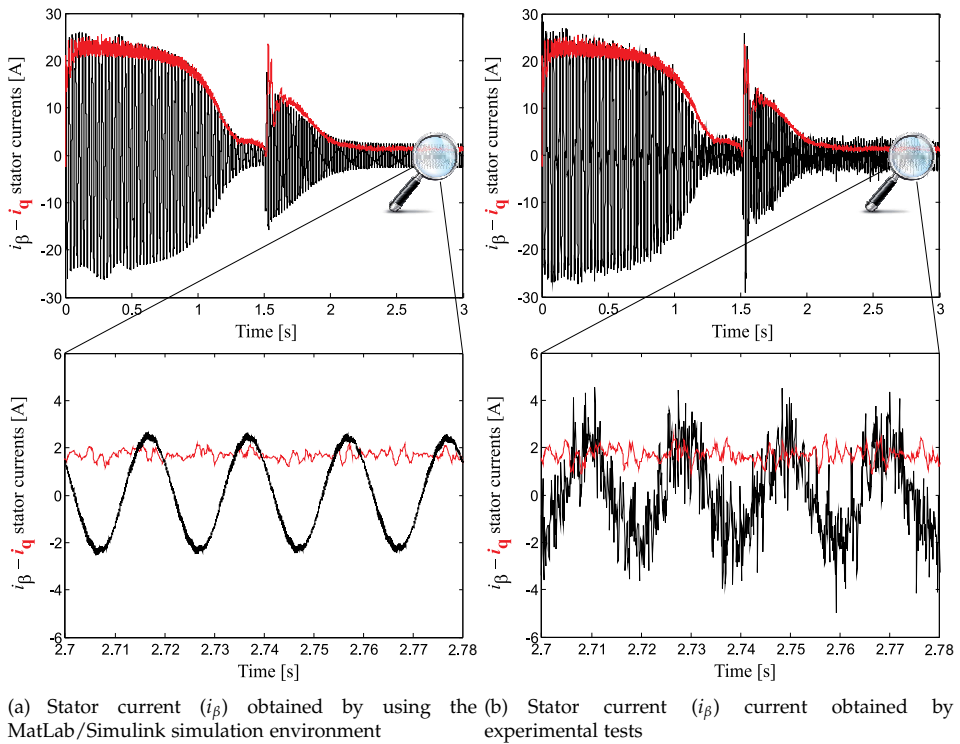 30
20
10
0
-10
-20
-30
0 0.5 1 1.5 2 2.5 3
Time [s]
iβ − iq stator currents [A]
30
20
10
0
-10
-20
-30
0 0.5 1 1.5 2 2.5 3
Time [s]
iβ − iq stator currents [A]
6
4
2
0
-2
-4
-6
2.7 2.71 2.72 2.73 2.74 2.75 2.76 2.77 2.78
Time [s]
iβ − iq stator currents [A]
6
4
2
0
-2
-4
-6
2.7 2.71 2.72 2.73 2.74 2.75 2.76 2.77 2.78
Time [s]
iβ − iq stator currents [A]
(a) Stator current (iβ) obtained by using the
MatLab/Simulink simulation environment
(b) Stator current (iβ) current obtained by
experimental tests